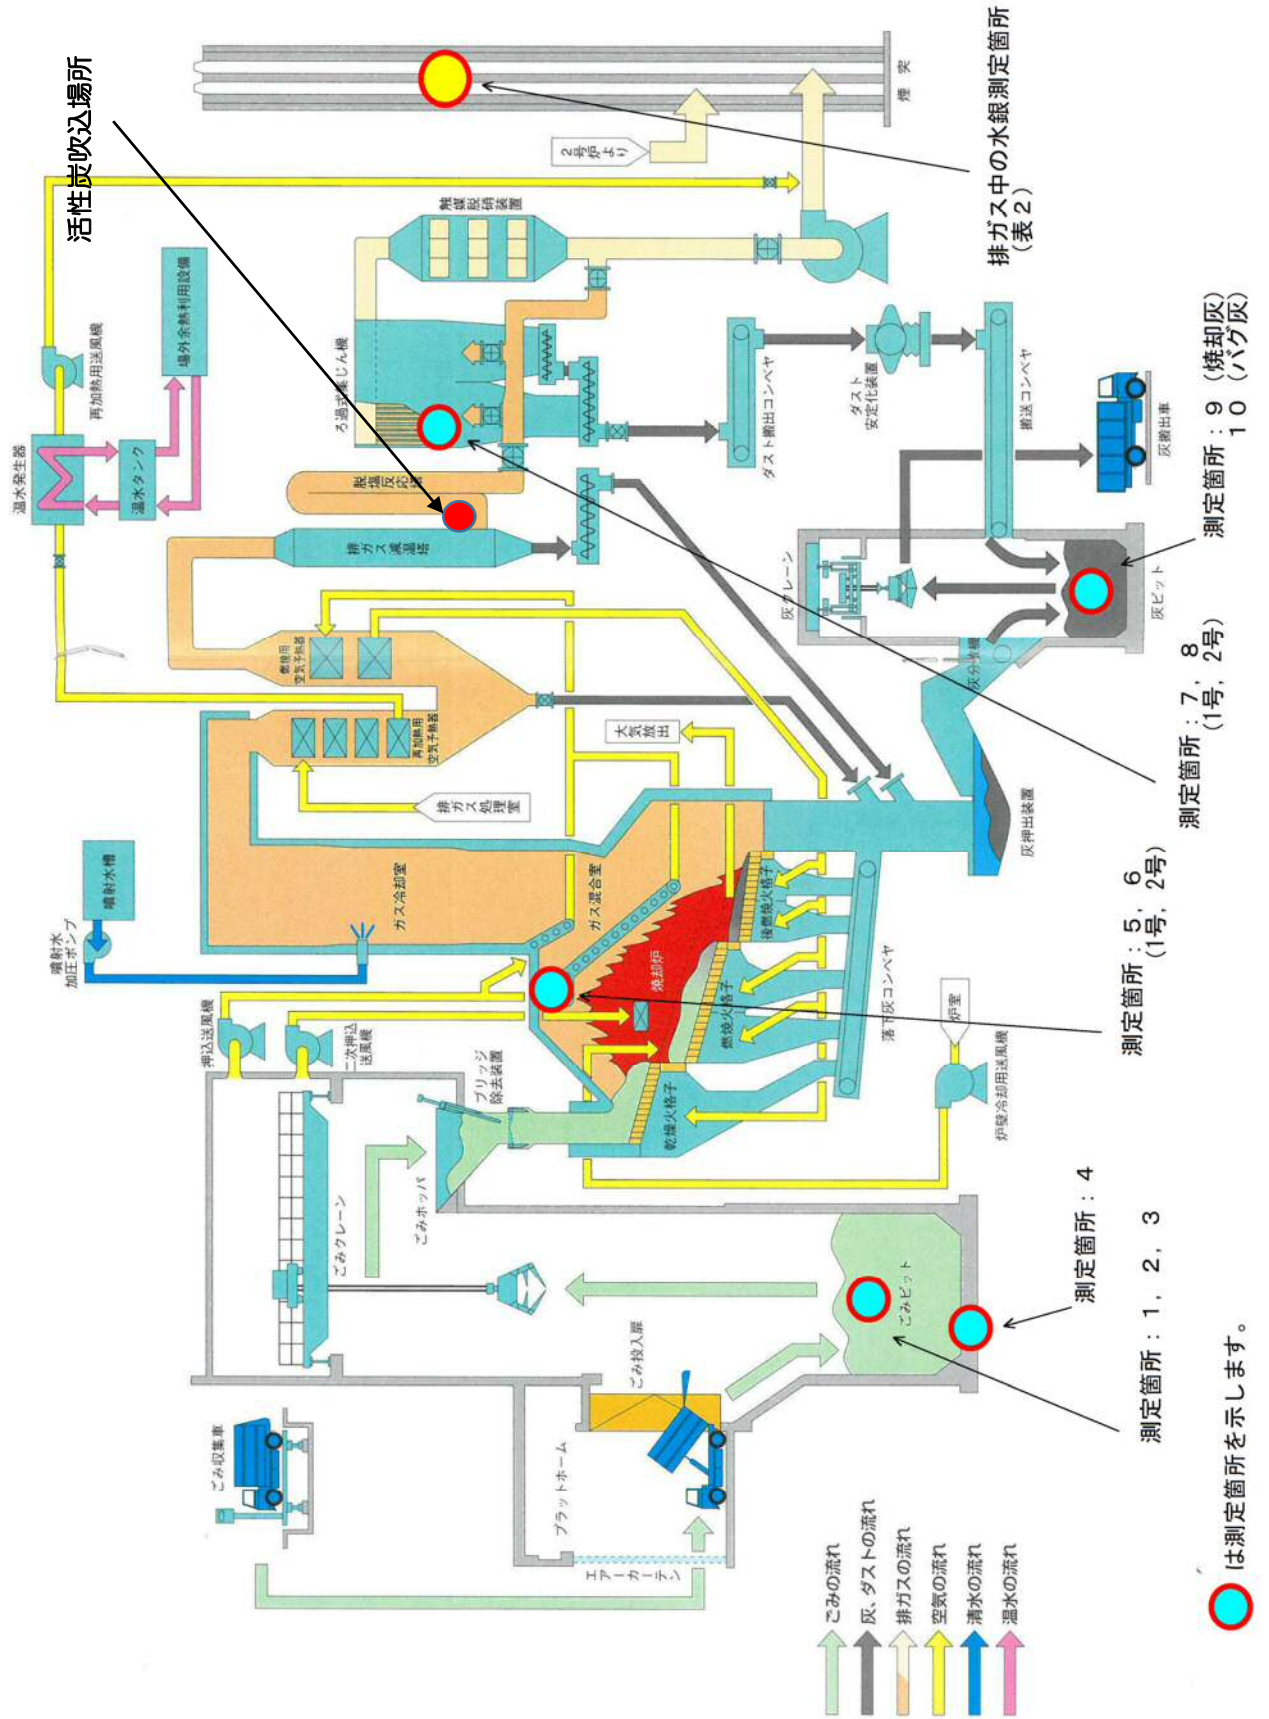 ごみ収集車
プラットホーム
エアーカーテン
ごみ投入扉
ごみクレーン
ごみピット
ごみホッパ
ブリッジ
除去装置
押込送風機
二次押込
送風機
噴射水
加圧ポンプ
噴射水槽
ガス冷却室
ガス混合室
焼却炉
乾燥火格子
燃焼火格子
後燃焼火格子
落下灰コンベヤ
炉室
炉壁冷却用送風機
灰押出装置
排ガス
処理室
大気
放出
再加熱用
空気予熱器
燃焼用
空気予熱器
温水発生器
温水タンク
再加熱用送風機
場外余熱利用設備
排ガス減温塔
脱塩反応塔
ろ過式集じん機
触媒脱硝装置
2号炉
より
煙突
ダスト搬出コンベヤ
ダスト
安定化装置
搬送コンベヤ
灰搬出車
灰クレーン
灰ピット
灰分散機
活性炭吹込場所
排ガス中の水銀測定箇所
(表2)
測定箇所：9 (焼却灰)
10 (バグ灰)
測定箇所：7，8
(1号，2号)
測定箇所：5，6
(1号，2号)
測定箇所：4
測定箇所：1，2，3
ごみの流れ
灰、ダストの流れ
排ガスの流れ
空気の流れ
清水の流れ
温水の流れ
は測定箇所を示します。